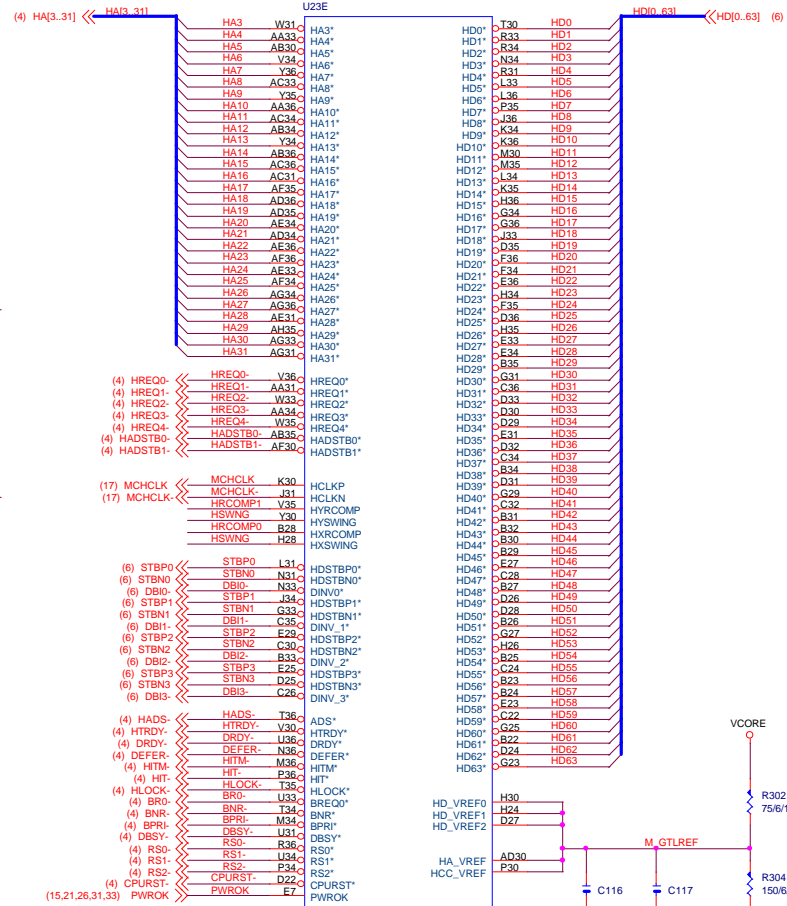 U23E
(4) HA[3..31] HA[3..31] HD[0..63] HD[0..63] (6)
HA3 W31 HA3* HD0* T30 HD0
HA4 AA33 HA4* HD1* R33 HD1
HA5 AB30 HA5* HD2* R34 HD2
HA6 V34 HA6* HD3* N34 HD3
HA7 Y36 HA7* HD4* R31 HD4
HA8 AC33 HA8* HD5* L33 HD5
HA9 Y35 HA9* HD6* L36 HD6
HA10 AA36 HA10* HD7* P35 HD7
HA11 AC34 HA11* HD8* J36 HD8
HA12 AB34 HA12* HD9* K34 HD9
HA13 Y34 HA13* HD10* K36 HD10
HA14 AB36 HA14* HD11* M30 HD11
HA15 AC36 HA15* HD12* M35 HD12
HA16 AC31 HA16* HD13* L34 HD13
HA17 AF35 HA17* HD14* K35 HD14
HA18 AD36 HA18* HD15* H36 HD15
HA19 AD35 HA19* HD16* G34 HD16
HA20 AE34 HA20* HD17* G36 HD17
HA21 AD34 HA21* HD18* J33 HD18
HA22 AE36 HA22* HD19* D35 HD19
HA23 AF36 HA23* HD20* F36 HD20
HA24 AE33 HA24* HD21* F34 HD21
HA25 AF34 HA25* HD22* E36 HD22
HA26 AG34 HA26* HD23* H34 HD23
HA27 AG36 HA27* HD24* F35 HD24
HA28 AE31 HA28* HD25* D36 HD25
HA29 AH35 HA29* HD26* H35 HD26
HA30 AG33 HA30* HD27* E33 HD27
HA31 AG31 HA31* HD28* E34 HD28
HD29* B35 HD29
(4) HREQ0- HREQ0- V36 HREQ0* HD30* G31 HD30
(4) HREQ1- HREQ1- AA31 HREQ1* HD31* C36 HD31
(4) HREQ2- HREQ2- W33 HREQ2* HD32* D33 HD32
(4) HREQ3- HREQ3- AA34 HREQ3* HD33* D30 HD33
(4) HREQ4- HREQ4- W35 HREQ4* HD34* D29 HD34
(4) HADSTB0- HADSTB0- AB35 HADSTB0* HD35* E31 HD35
(4) HADSTB1- HADSTB1- AF30 HADSTB1* HD36* D32 HD36
HD37* C34 HD37
HD38* B34 HD38
(17) MCHCLK MCHCLK K30 HCLKP HD39* D31 HD39
(17) MCHCLK- MCHCLK- J31 HCLKN HD40* G29 HD40
HRCOMP1 V35 HYRCOMP HD41* C32 HD41
HSWNG Y30 HYSWING HD42* B31 HD42
HRCOMP0 B28 HXRCOMP HD43* B32 HD43
HSWNG H28 HXSWING HD44* B30 HD44
HD45* B29 HD45
(6) STBP0 STBP0 L31 HDSTBP0* HD46* E27 HD46
(6) STBN0 STBN0 N31 HDSTBN0* HD47* C28 HD47
(6) DBI0- DBI0- N33 DINV0* HD48* B27 HD48
(6) STBP1 STBP1 J34 HDSTBP1* HD49* D26 HD49
(6) STBN1 STBN1 G33 HDSTBN1* HD50* D28 HD50
(6) DBI1- DBI1- C35 DINV_1* HD51* B26 HD51
(6) STBP2 STBP2 E29 HDSTBP2* HD52* G27 HD52
(6) STBN2 STBN2 C30 HDSTBN2* HD53* H26 HD53
(6) DBI2- DBI2- B33 DINV_2* HD54* B25 HD54
(6) STBP3 STBP3 E25 HDSTBP3* HD55* C24 HD55
(6) STBN3 STBN3 D25 HDSTBN3* HD56* B23 HD56
(6) DBI3- DBI3- C26 DINV_3* HD57* B24 HD57
HD58* E23 HD58
(4) HADS- HADS- T36 ADS* HD59* C22 HD59
(4) HTRDY- HTRDY- V30 HTRDY* HD60* G25 HD60
(4) DRDY- DRDY- U36 DRDY* HD61* B22 HD61
(4) DEFER- DEFER- N36 DEFER* HD62* D24 HD62
(4) HITM- HITM- M36 HITM* HD63* G23 HD63
(4) HIT- HIT- P36 HIT*
(4) HLOCK- HLOCK- T35 HLOCK*
(4) BR0- BR0- U33 BREQ0* HD_VREF0 H30
(4) BNR- BNR- T34 BNR* HD_VREF1 H24
(4) BPRI- BPRI- M34 BPRI* HD_VREF2 D27
(4) DBSY- DBSY- U31 DBSY*
(4) RS0- RS0- R36 RS0*
(4) RS1- RS1- U34 RS1* HA_VREF AD30
(4) RS2- RS2- P34 RS2* HCC_VREF P30
(4) CPURST- CPURST- D22 CPURST*
(15,21,26,31,33) PWROK PWROK E7 PWROK
VCORE
R302
75/6/1
M_GTLREF
C116 C117
R304
150/6